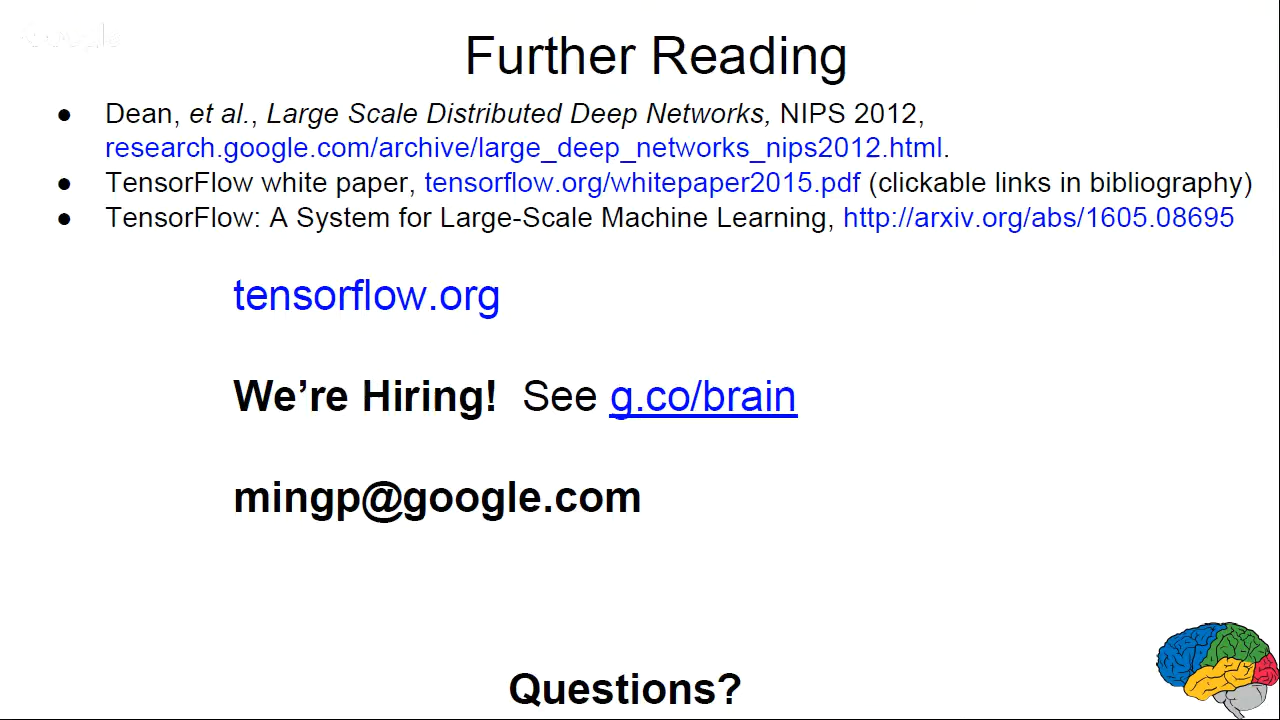 Google
Further Reading
● Dean, et al., Large Scale Distributed Deep Networks, NIPS 2012,
research.google.com/archive/large_deep_networks_nips2012.html.
● TensorFlow white paper, tensorflow.org/whitepaper2015.pdf (clickable links in bibliography)
● TensorFlow: A System for Large-Scale Machine Learning, http://arxiv.org/abs/1605.08695
tensorflow.org
We’re Hiring! See g.co/brain
mingp@google.com
Questions?